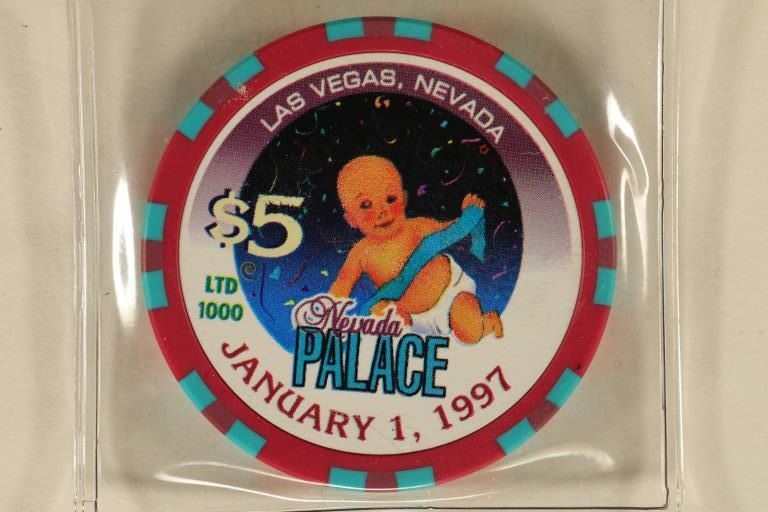 LAS VEGAS, NEVADA
$5
LTD
1000
Nevada
PALACE
JANUARY 1, 1997